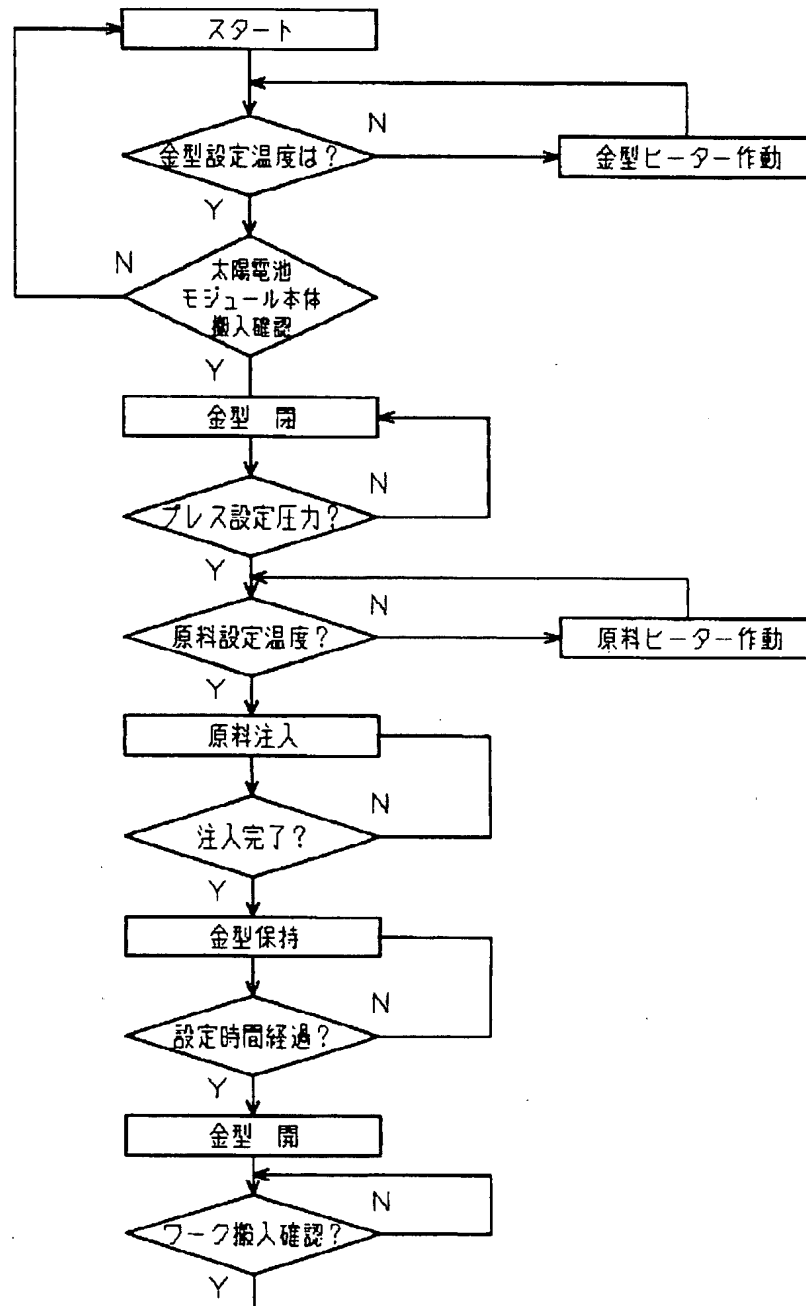 スタート
N
金型設定温度は?
金型ヒーター作動
Y
N
太陽電池
モジュール本体
搬入確認
Y
金型 閉
N
プレス設定圧力?
Y
N
原料設定温度?
原料ヒーター作動
Y
原料注入
N
注入完了?
Y
金型保持
N
設定時間経過?
Y
金型 開
N
ワーク搬入確認?
Y